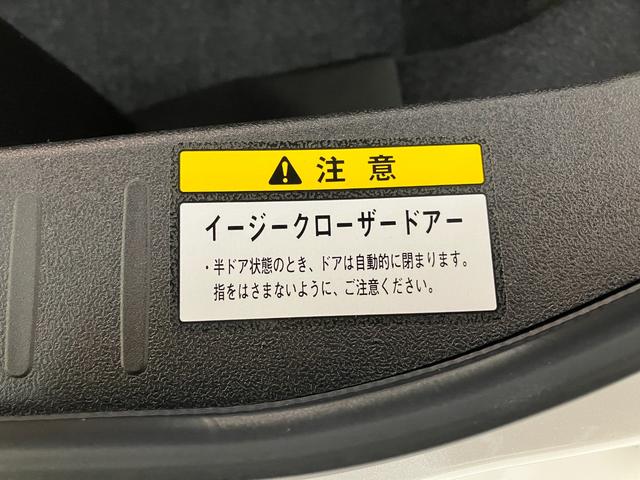 注意
イージークローザードアー
・半ドア状態のとき、ドアは自動的に閉まります。
指をはさまないように、ご注意ください。